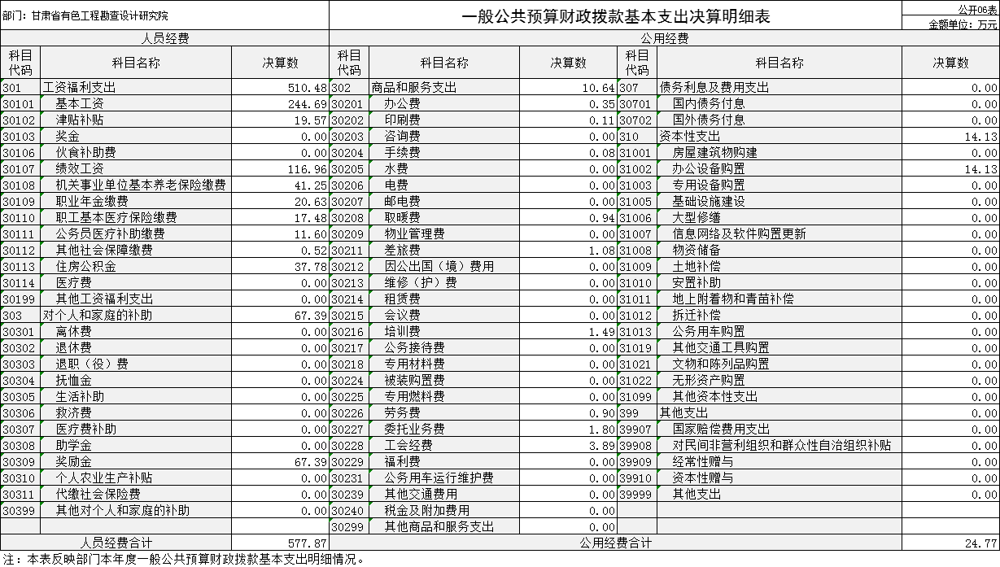 部门：甘肃省有色工程勘查设计研究院 一般公共预算财政拨款基本支出决算明细表 公开06表
金额单位：万元
人员经费 公用经费
科目代码 科目名称 决算数 科目代码 科目名称 决算数 科目代码 科目名称 决算数
301 工资福利支出 510.48 302 商品和服务支出 10.64 307 债务利息及费用支出 0.00
30101 基本工资 244.69 30201 办公费 0.35 30701 国内债务付息 0.00
30102 津贴补贴 19.57 30202 印刷费 0.11 30702 国外债务付息 0.00
30103 奖金 0.00 30203 咨询费 0.00 310 资本性支出 14.13
30106 伙食补助费 0.00 30204 手续费 0.08 31001 房屋建筑物购建 0.00
30107 绩效工资 116.96 30205 水费 0.00 31002 办公设备购置 14.13
30108 机关事业单位基本养老保险缴费 41.25 30206 电费 0.00 31003 专用设备购置 0.00
30109 职业年金缴费 20.63 30207 邮电费 0.00 31005 基础设施建设 0.00
30110 职工基本医疗保险缴费 17.48 30208 取暖费 0.94 31006 大型修缮 0.00
30111 公务员医疗补助缴费 11.60 30209 物业管理费 0.00 31007 信息网络及软件购置更新 0.00
30112 其他社会保障缴费 0.52 30211 差旅费 1.08 31008 物资储备 0.00
30113 住房公积金 37.78 30212 因公出国（境）费用 0.00 31009 土地补偿 0.00
30114 医疗费 0.00 30213 维修（护）费 0.00 31010 安置补助 0.00
30199 其他工资福利支出 0.00 30214 租赁费 0.00 31011 地上附着物和青苗补偿 0.00
303 对个人和家庭的补助 67.39 30215 会议费 0.00 31012 拆迁补偿 0.00
30301 离休费 0.00 30216 培训费 1.49 31013 公务用车购置 0.00
30302 退休费 0.00 30217 公务接待费 0.00 31019 其他交通工具购置 0.00
30303 退职（役）费 0.00 30218 专用材料费 0.00 31021 文物和陈列品购置 0.00
30304 抚恤金 0.00 30224 被装购置费 0.00 31022 无形资产购置 0.00
30305 生活补助 0.00 30225 专用燃料费 0.00 31099 其他资本性支出 0.00
30306 救济费 0.00 30226 劳务费 0.90 399 其他支出 0.00
30307 医疗费补助 0.00 30227 委托业务费 1.80 39907 国家赔偿费用支出 0.00
30308 助学金 0.00 30228 工会经费 3.89 39908 对民间非营利组织和群众性自治组织补贴 0.00
30309 奖励金 67.39 30229 福利费 0.00 39909 经常性赠与 0.00
30310 个人农业生产补贴 0.00 30231 公务用车运行维护费 0.00 39910 资本性赠与 0.00
30311 代缴社会保险费 0.00 30239 其他交通费用 0.00 39999 其他支出 0.00
30399 其他对个人和家庭的补助 0.00 30240 税金及附加费用 0.00
30299 其他商品和服务支出 0.00
人员经费合计 577.87 公用经费合计 24.77
注：本表反映部门本年度一般公共预算财政拨款基本支出明细情况。